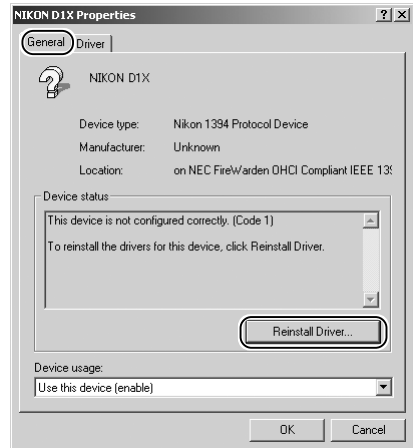 NIKON D1X Properties
General Driver
NIKON D1X
Device type: Nikon 1394 Protocol Device
Manufacturer: Unknown
Location: on NEC FireWarden OHCI Compliant IEEE 139
Device status
This device is not configured correctly. (Code 1)
To reinstall the drivers for this device, click Reinstall Driver.
Reinstall Driver...
Device usage:
Use this device (enable)
OK Cancel